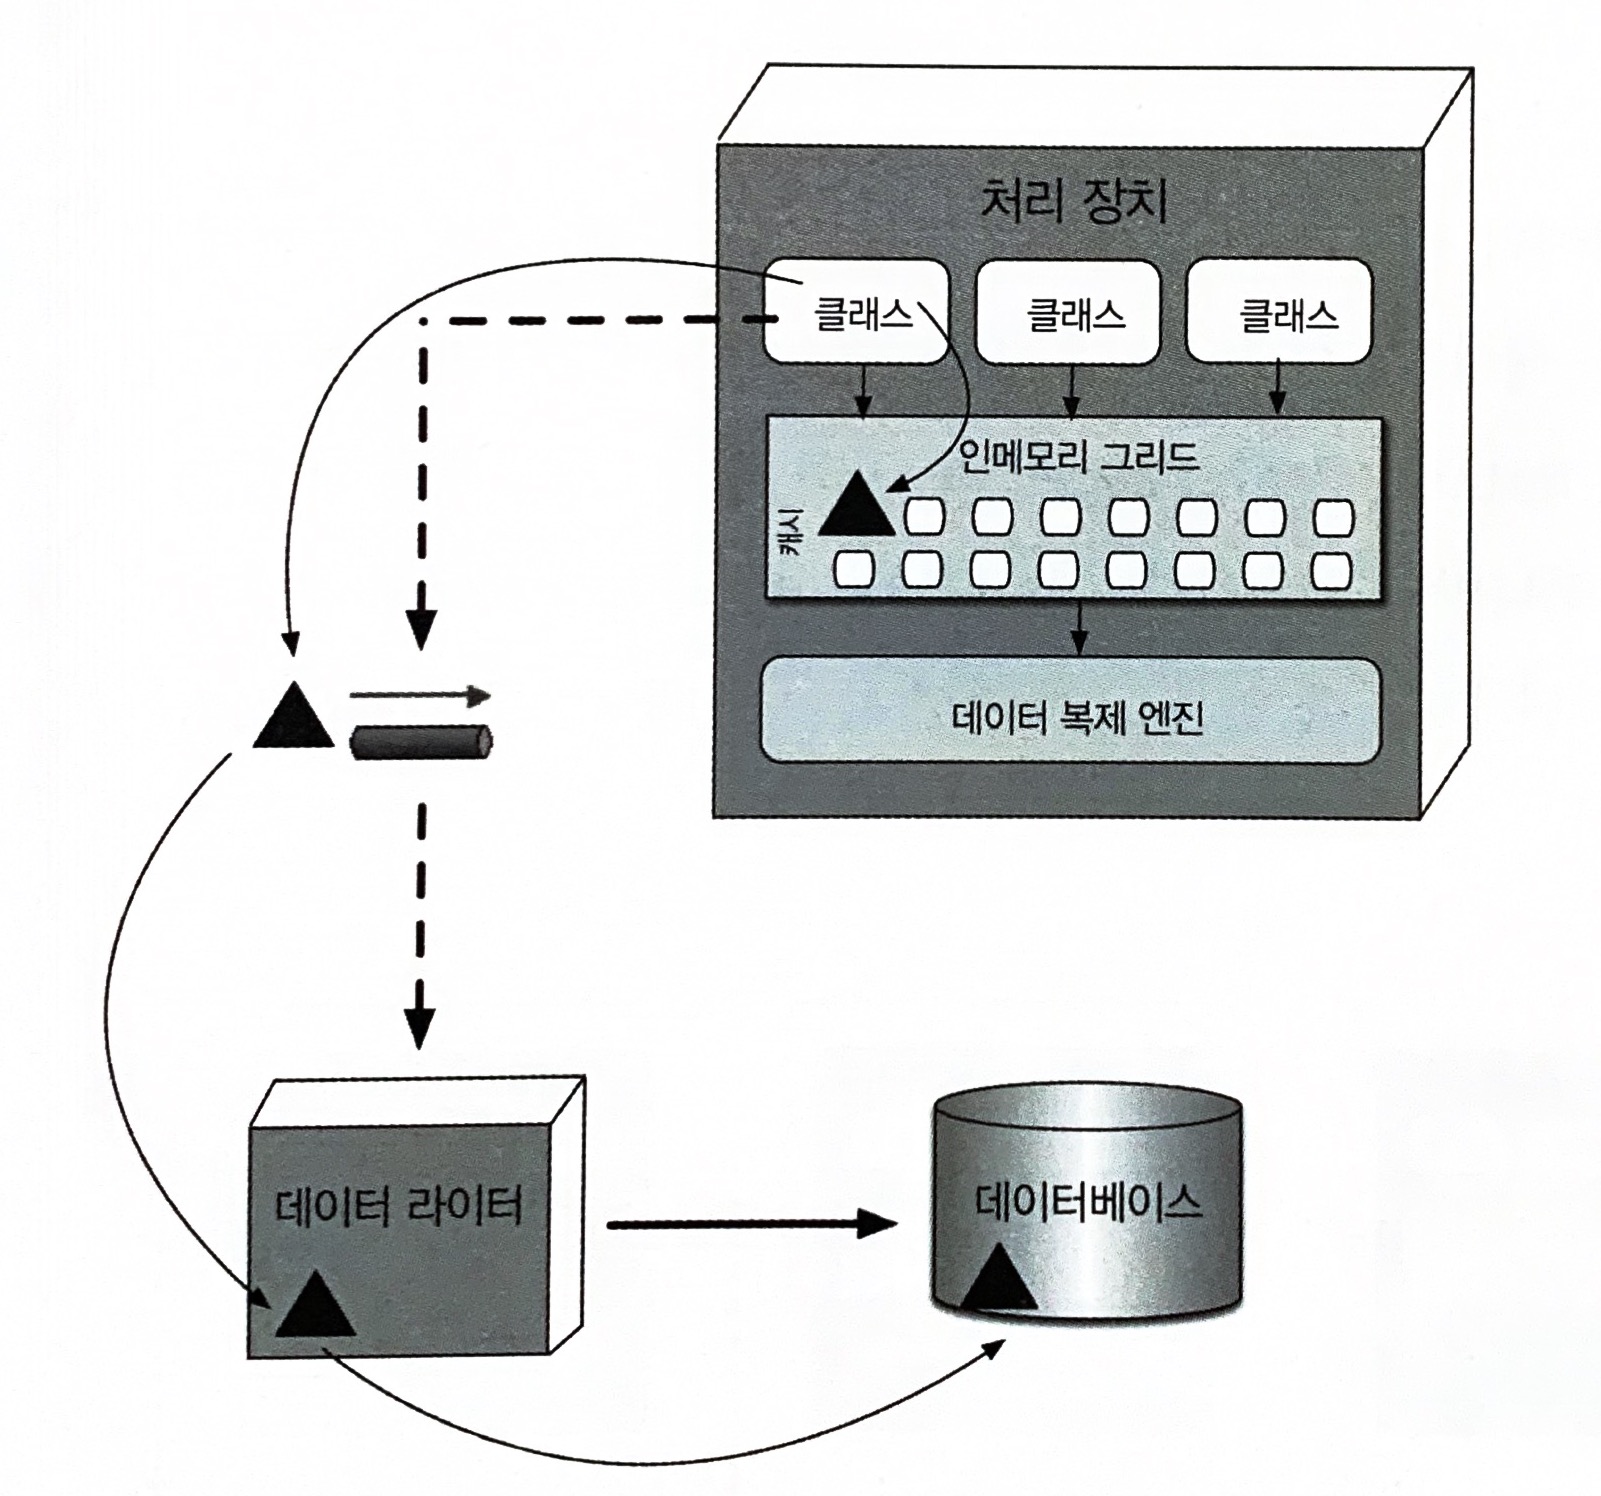 처리 장치
클래스
클래스
클래스
인메모리 그리드
캐시
데이터 복제 엔진
데이터 라이터
데이터베이스